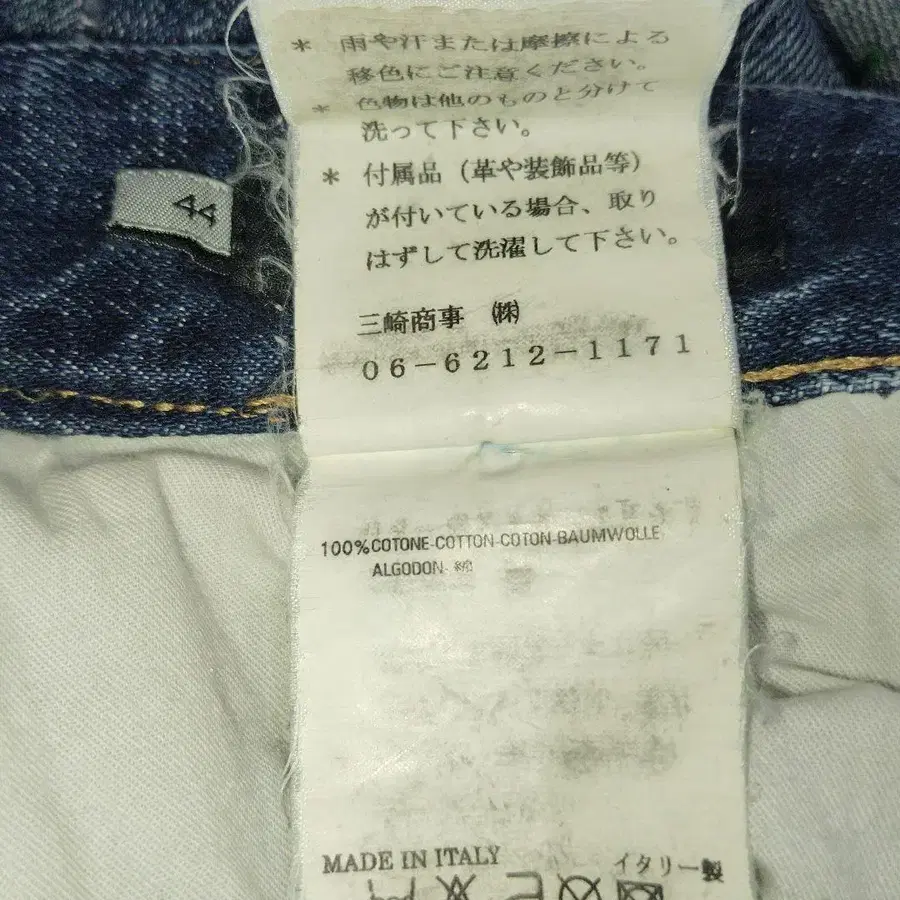 * 雨や汗または摩擦による
移色にご注意ください。
* 色物は他のものと分けて
洗って下さい。
* 付属品（革や装飾品等）
が付いている場合、取り
はずして洗濯して下さい。
44
三崎商事 ㈱
06-6212-1171
100%COTONE-COTTON-COTON-BAUMWOLLE
ALGODON- 綿
MADE IN ITALY イタリー製